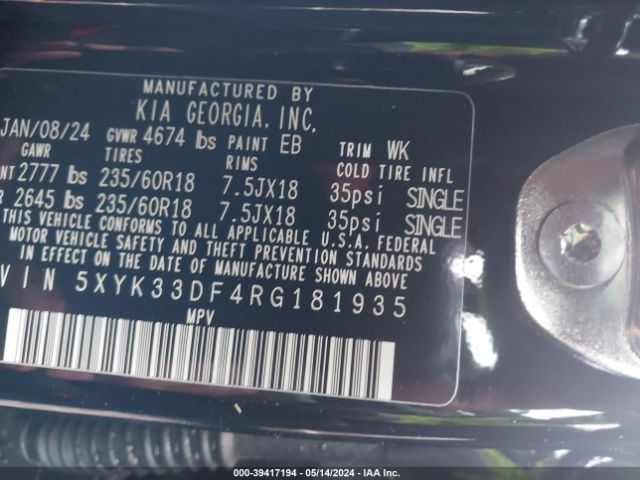 MANUFACTURED BY
KIA GEORGIA, INC.
JAN/08/24 GVWR 4674 lbs PAINT EB TRIM WK
GAWR TIRES RIMS COLD TIRE INFL
2777 lbs 235/60R18 7.5JX18 35psi SINGLE
2645 lbs 235/60R18 7.5JX18 35psi SINGLE
THIS VEHICLE CONFORMS TO ALL APPLICABLE U.S.A. FEDERAL
MOTOR VEHICLE SAFETY AND THEFT PREVENTION STANDARDS
IN EFFECT ON THE DATE OF MANUFACTURE SHOWN ABOVE
VIN 5XYK33DF4RG181935
MPV
000-39417194 - 05/14/2024 - IAA Inc.